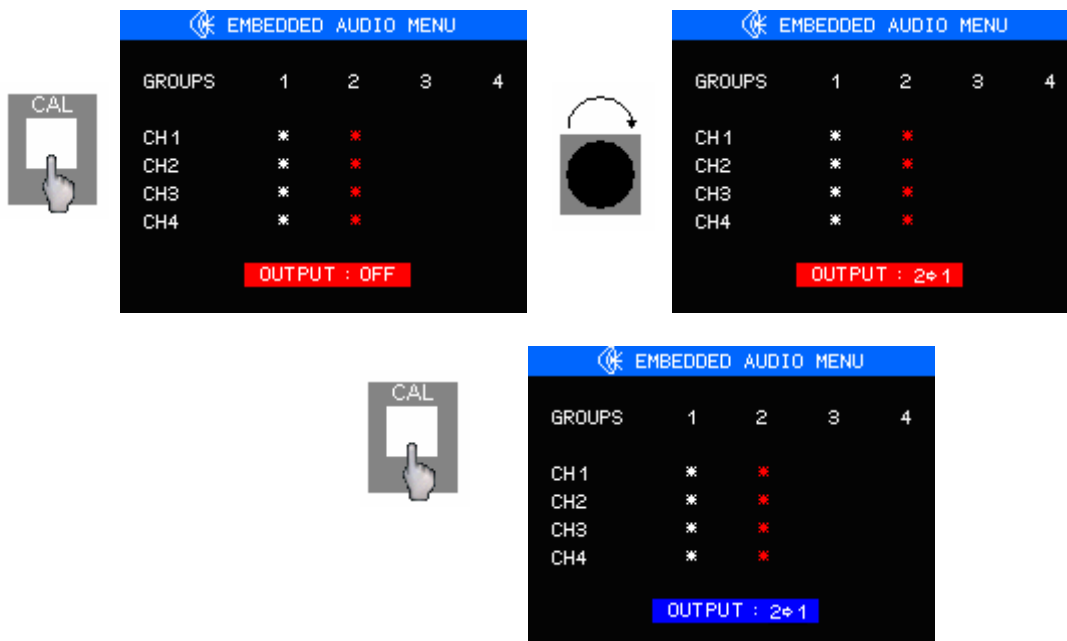 EMBEDDED AUDIO MENU
GROUPS 1 2 3 4
CAL
CH1 * *
CH2 * *
CH3 * *
CH4 * *
OUTPUT : OFF
EMBEDDED AUDIO MENU
GROUPS 1 2 3 4
CH1 * *
CH2 * *
CH3 * *
CH4 * *
OUTPUT : 2⇨1
CAL
EMBEDDED AUDIO MENU
GROUPS 1 2 3 4
CH1 * *
CH2 * *
CH3 * *
CH4 * *
OUTPUT : 2⇨1